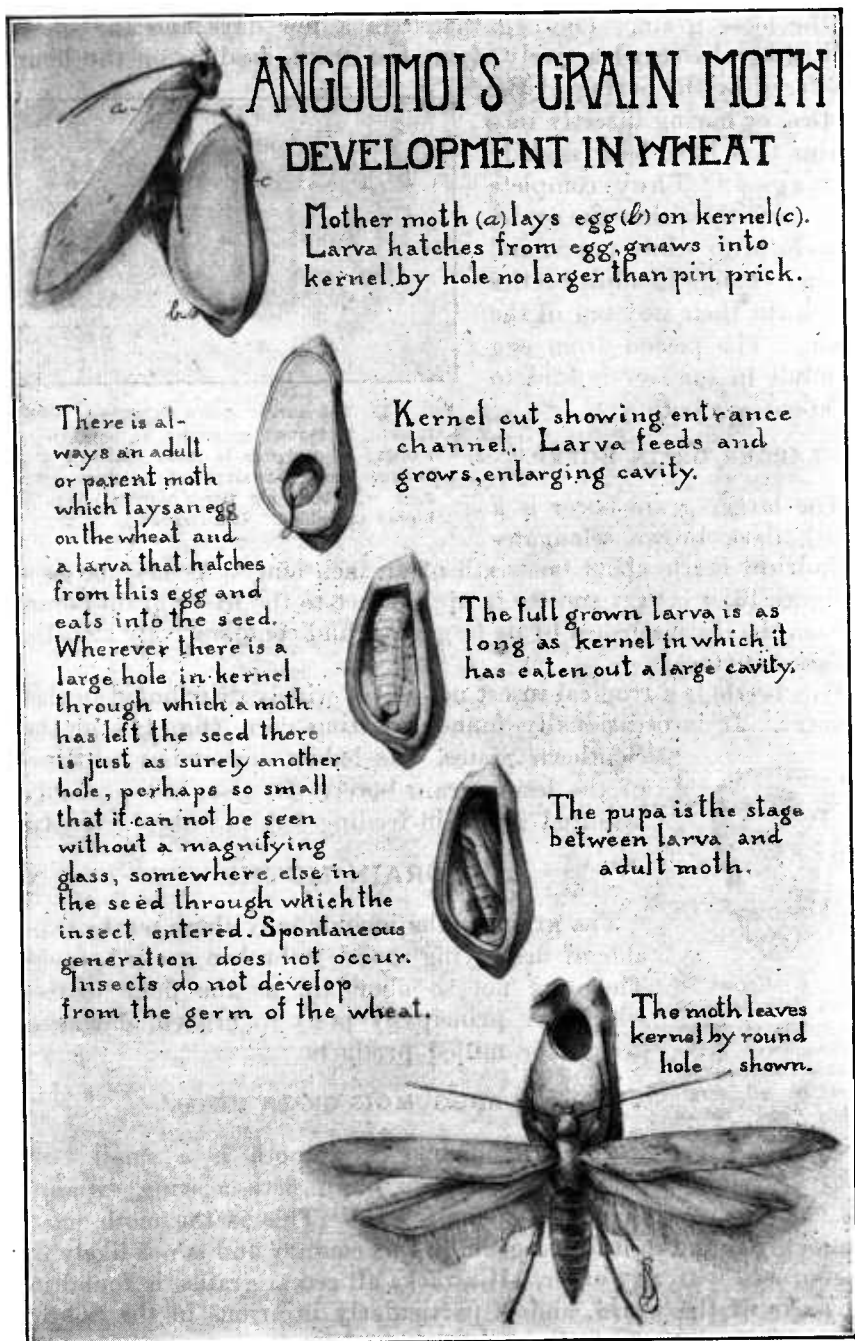 ANGOUMOIS GRAIN MOTH
DEVELOPMENT IN WHEAT
Mother moth (a) lays egg (b) on kernel (c).
Larva hatches from egg, gnaws into
kernel by hole no larger than pin prick.
a
c
b
Kernel cut showing entrance
channel. Larva feeds and
grows, enlarging cavity.
There is al-
ways an adult
or parent moth
which lays an egg
on the wheat and
a larva that hatches
from this egg and
eats into the seed.
Wherever there is a
large hole in kernel
through which a moth
has left the seed there
is just as surely another
hole, perhaps so small
that it can not be seen
without a magnifying
glass, somewhere else in
the seed through which the
insect entered. Spontaneous
generation does not occur.
Insects do not develop
from the germ of the wheat.
The full grown larva is as
long as kernel in which it
has eaten out a large cavity.
The pupa is the stage
between larva and
adult moth.
The moth leaves
kernel by round
hole shown.